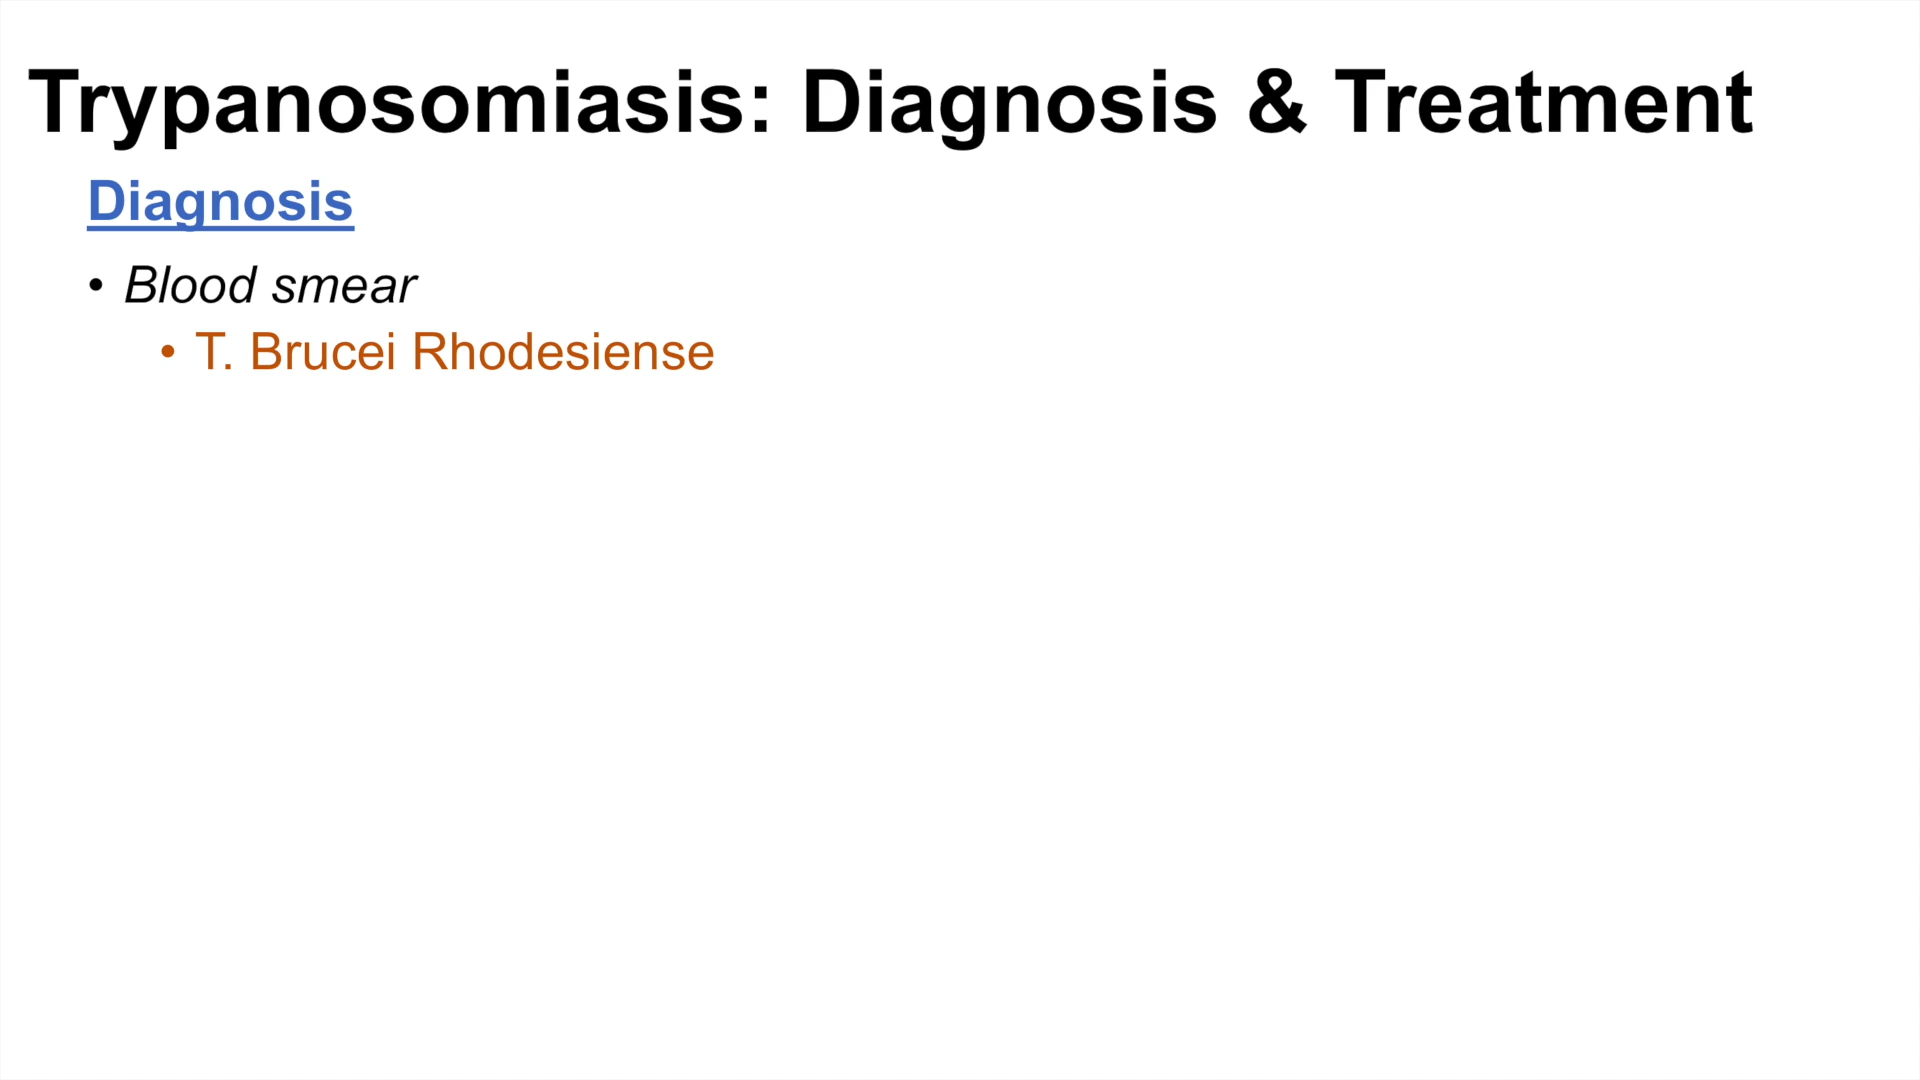 Trypanosomiasis: Diagnosis & Treatment
Diagnosis
• Blood smear
• T. Brucei Rhodesiense